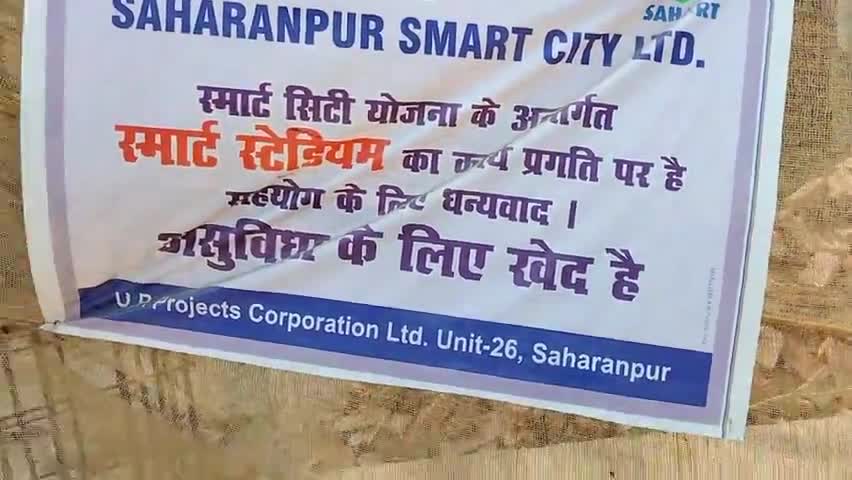 SAHART
SAHARANPUR SMART CITY LTD.
स्मार्ट सिटी योजना के अन्तर्गत
स्मार्ट स्टेडियम का कार्य प्रगति पर है
सहयोग के लिए धन्यवाद ।
असुविधा के लिए खेद है
U.P.Projects Corporation Ltd. Unit-26, Saharanpur